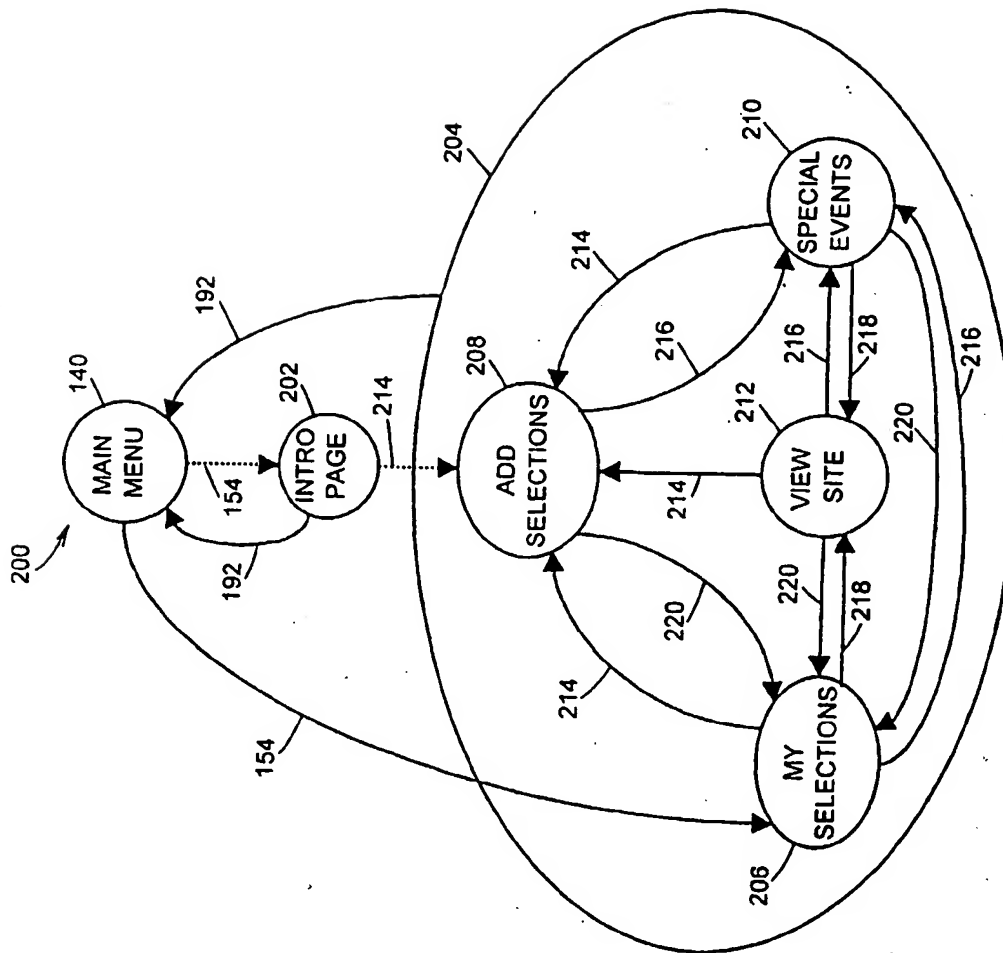 200
MAIN
MENU
140
192
154
192
INTRO
PAGE
202
214
204
154
ADD
SELECTIONS
208
214
216
210
SPECIAL
EVENTS
214
220
214
VIEW
SITE
212
216
218
220
218
MY
SELECTIONS
206
220
216